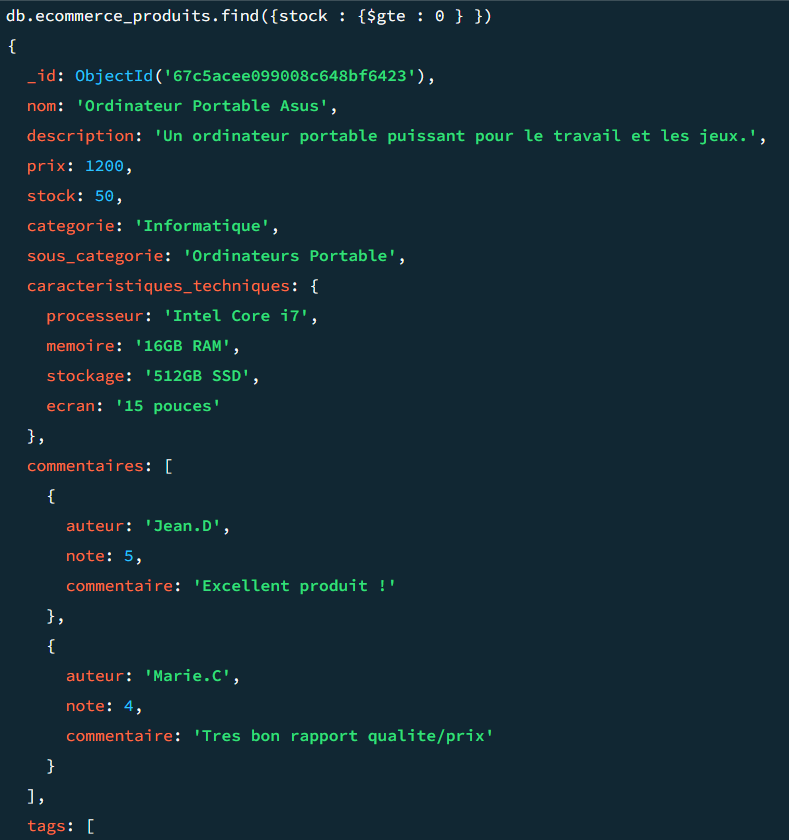 db.ecommerce_produits.find({stock : {$gte : 0 } })
{
_id: ObjectId('67c5acee099008c648bf6423'),
nom: 'Ordinateur Portable Asus',
description: 'Un ordinateur portable puissant pour le travail et les jeux.',
prix: 1200,
stock: 50,
categorie: 'Informatique',
sous_categorie: 'Ordinateurs Portable',
caracteristiques_techniques: {
processeur: 'Intel Core i7',
memoire: '16GB RAM',
stockage: '512GB SSD',
ecran: '15 pouces'
},
commentaires: [
{
auteur: 'Jean.D',
note: 5,
commentaire: 'Excellent produit !'
},
{
auteur: 'Marie.C',
note: 4,
commentaire: 'Tres bon rapport qualite/prix'
}
],
tags: [